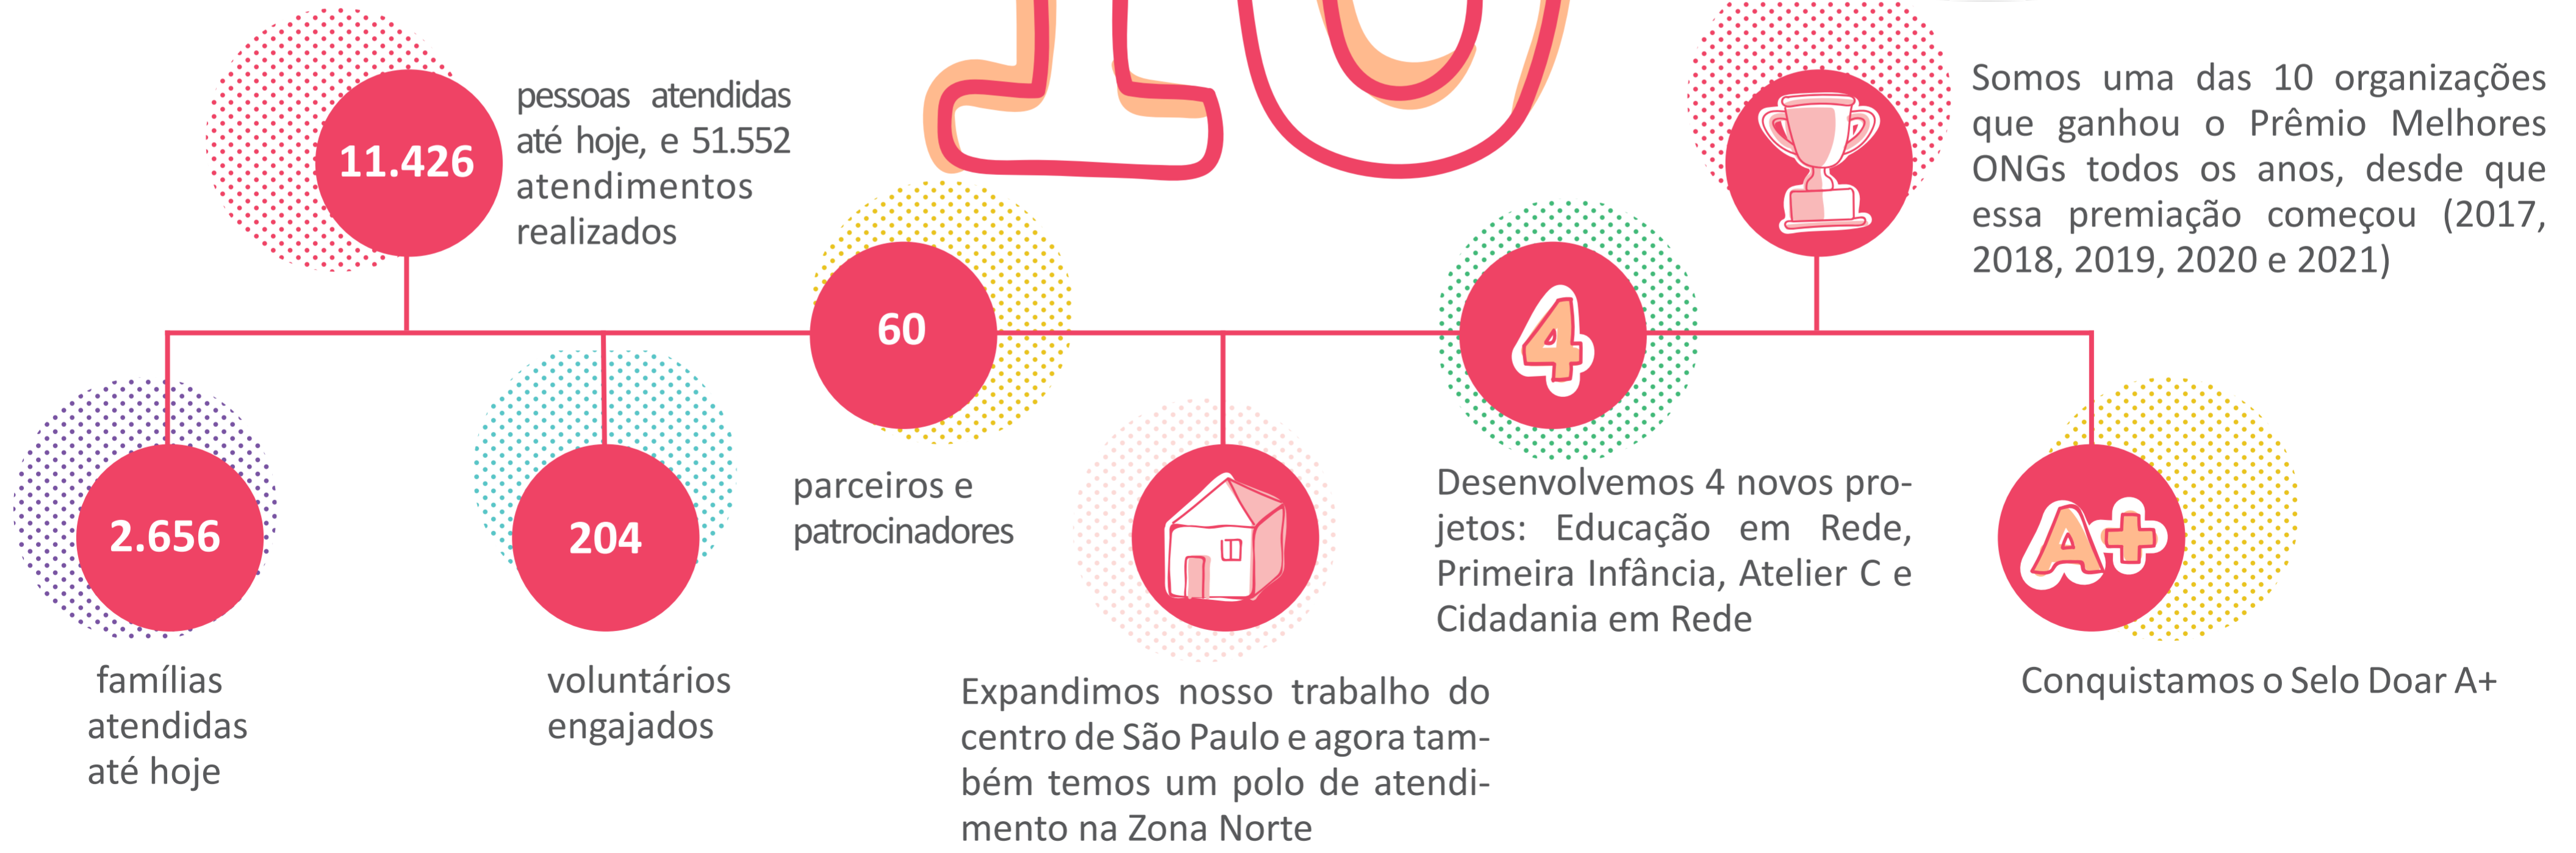 10
11.426
pessoas atendidas
até hoje, e 51.552
atendimentos
realizados
Somos uma das 10 organizações
que ganhou o Prêmio Melhores
ONGs todos os anos, desde que
essa premiação começou (2017,
2018, 2019, 2020 e 2021)
2.656
famílias
atendidas
até hoje
204
voluntários
engajados
60
parceiros e
patrocinadores
Expandimos nosso trabalho do
centro de São Paulo e agora tam-
bém temos um polo de atendi-
mento na Zona Norte
4
Desenvolvemos 4 novos pro-
jetos: Educação em Rede,
Primeira Infância, Atelier C e
Cidadania em Rede
A+
Conquistamos o Selo Doar A+